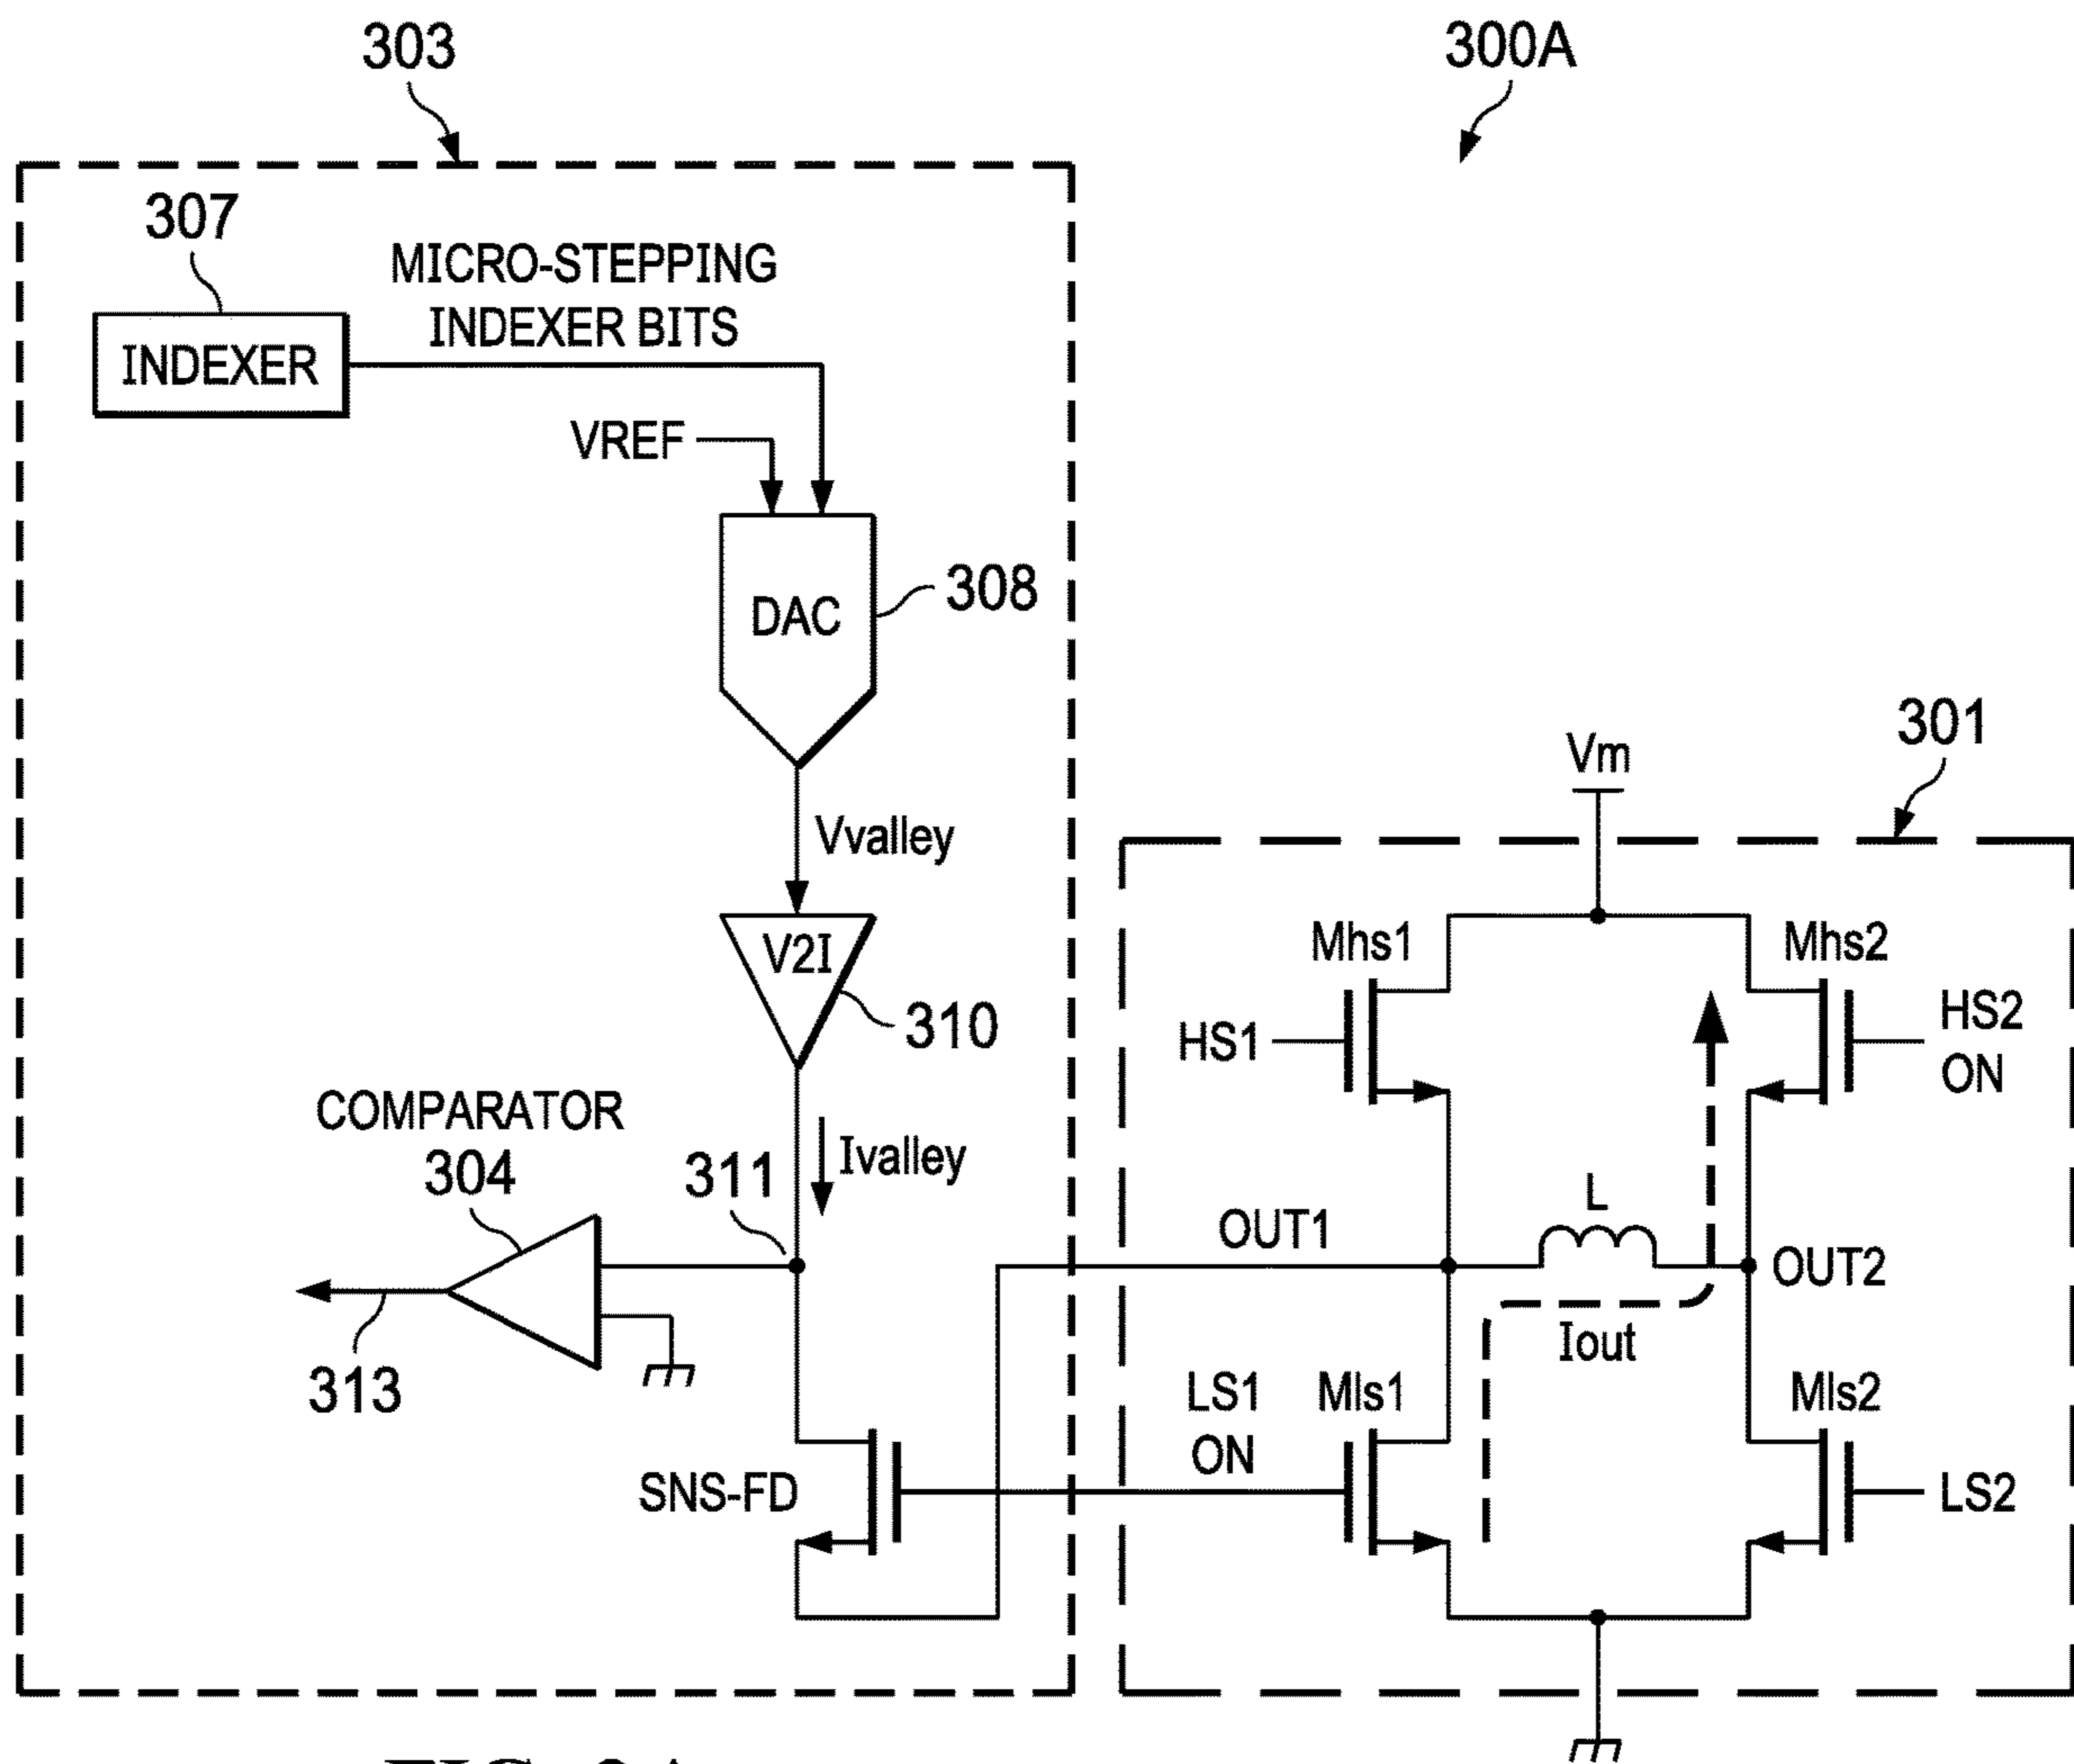 303
300A
307
MICRO-STEPPING
INDEXER BITS
INDEXER
VREF
DAC
308
301
Vm
Vvalley
V2I
310
Mhs1
Mhs2
HS1
HS2
ON
COMPARATOR
304
311
Ivalley
L
OUT1
OUT2
Iout
313
LS1
ON
Mls1
Mls2
SNS-FD
LS2